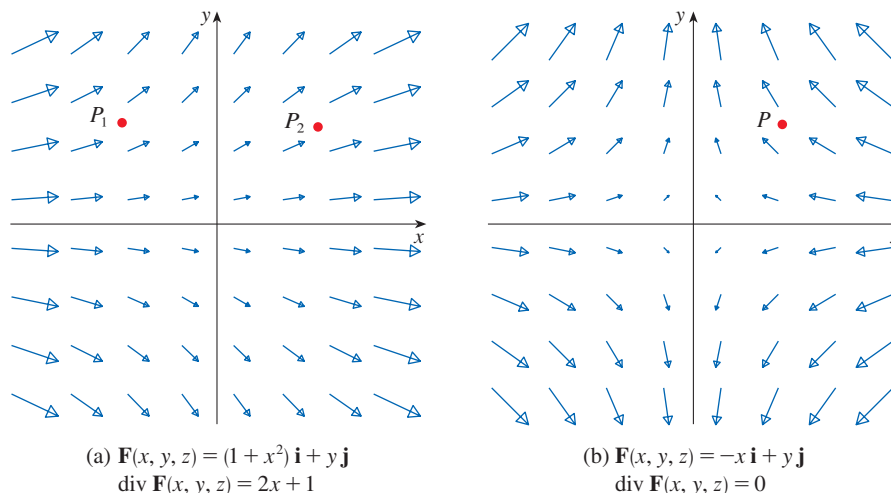 y
P₁
P₂
x
(a) F(x, y, z) = (1 + x²) i + y j
div F(x, y, z) = 2x + 1
y
P
(b) F(x, y, z) = −x i + y j
div F(x, y, z) = 0